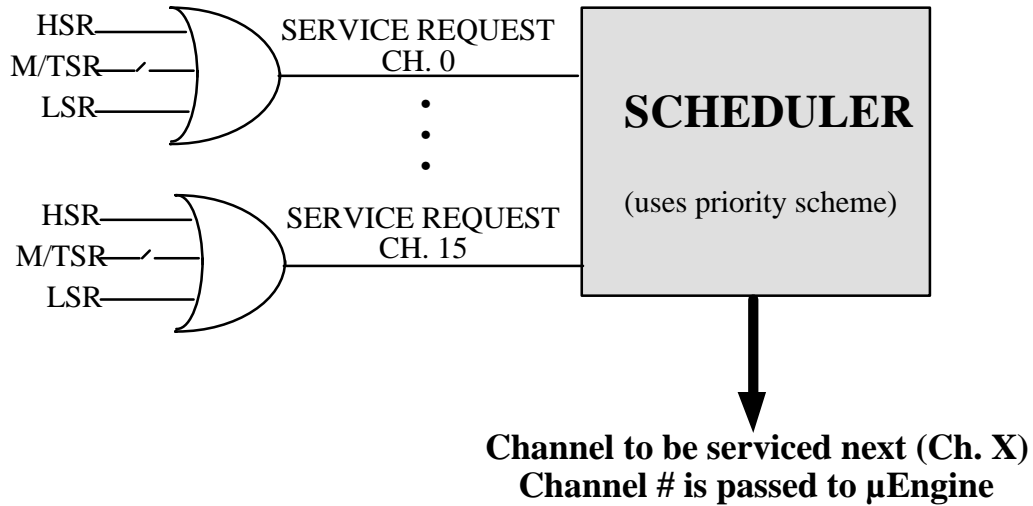 HSR
M/TSR
LSR
SERVICE REQUEST
CH. 0
HSR
M/TSR
LSR
SERVICE REQUEST
CH. 15
SCHEDULER
(uses priority scheme)
Channel to be serviced next (Ch. X)
Channel # is passed to µEngine